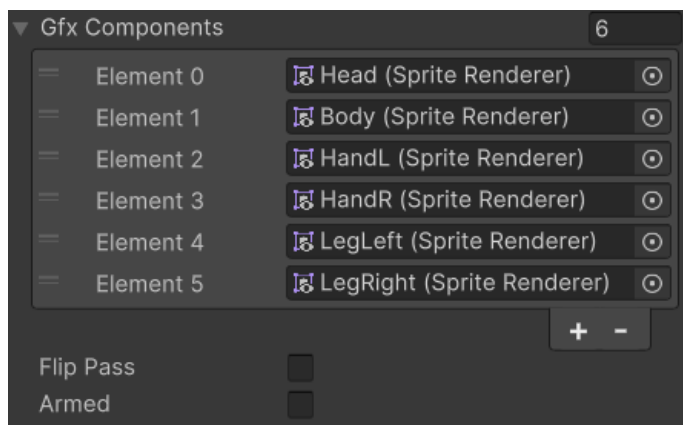 Gfx Components 6
Element 0 Head (Sprite Renderer)
Element 1 Body (Sprite Renderer)
Element 2 HandL (Sprite Renderer)
Element 3 HandR (Sprite Renderer)
Element 4 LegLeft (Sprite Renderer)
Element 5 LegRight (Sprite Renderer)
+ -
Flip Pass
Armed